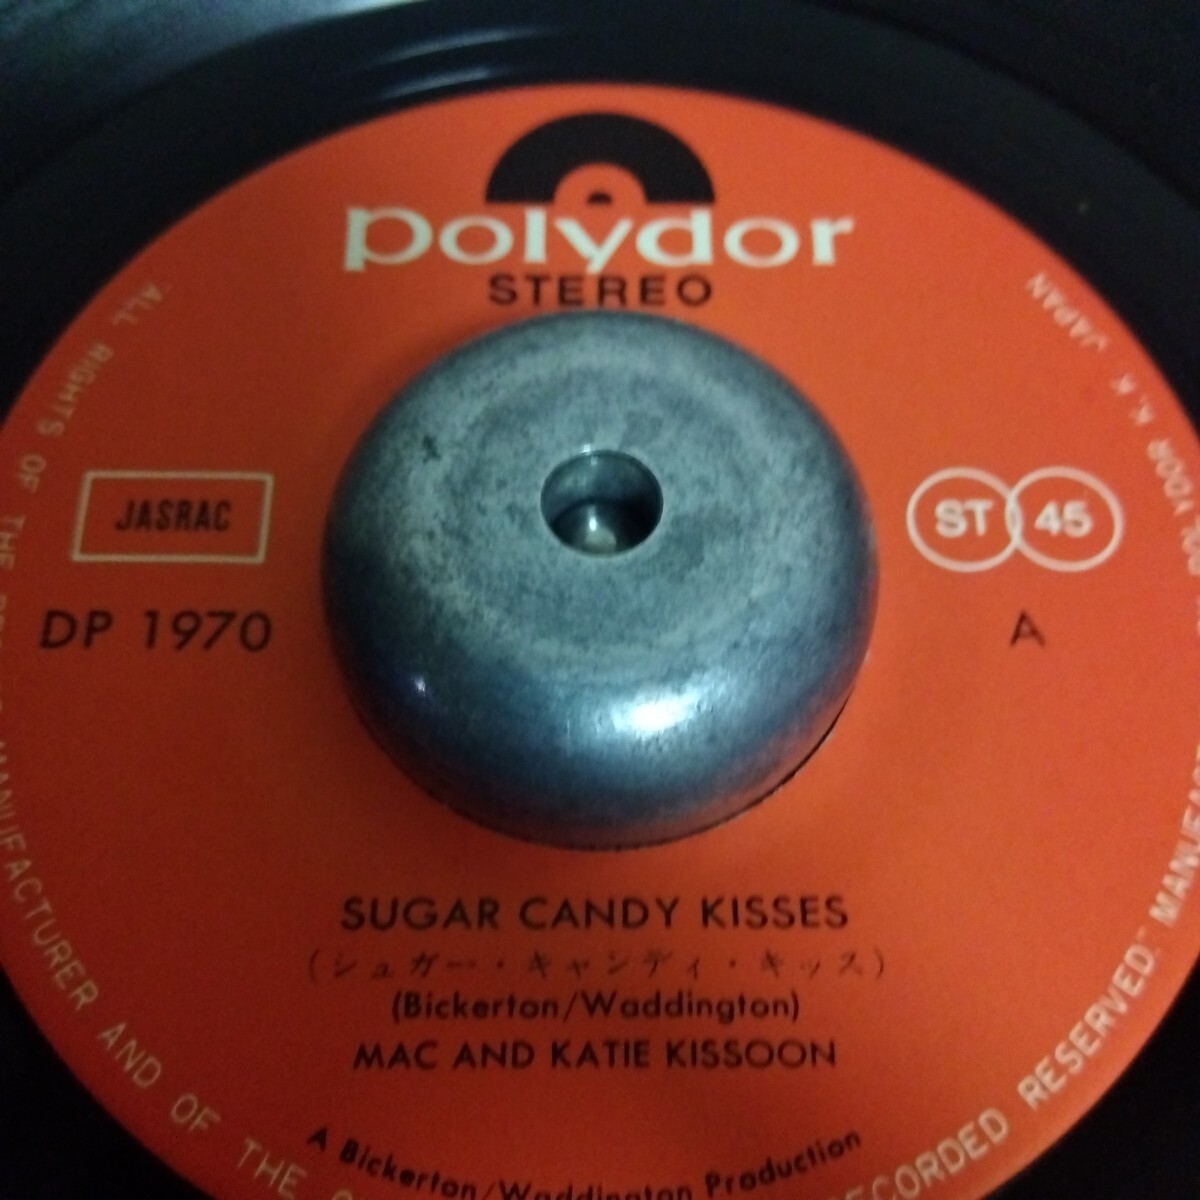 polydor
STEREO
JASRAC
ST 45
DP 1970
A
SUGAR CANDY KISSES
(シュガー・キャンディ・キッス)
(Bickerton/Waddington)
MAC AND KATIE KISSOON
A Bickerton/Waddington Production
ALL RIGHTS OF THE
MANUFACTURER AND OF THE
RECORDED RESERVED.
POLYDOR K.K. JAPAN